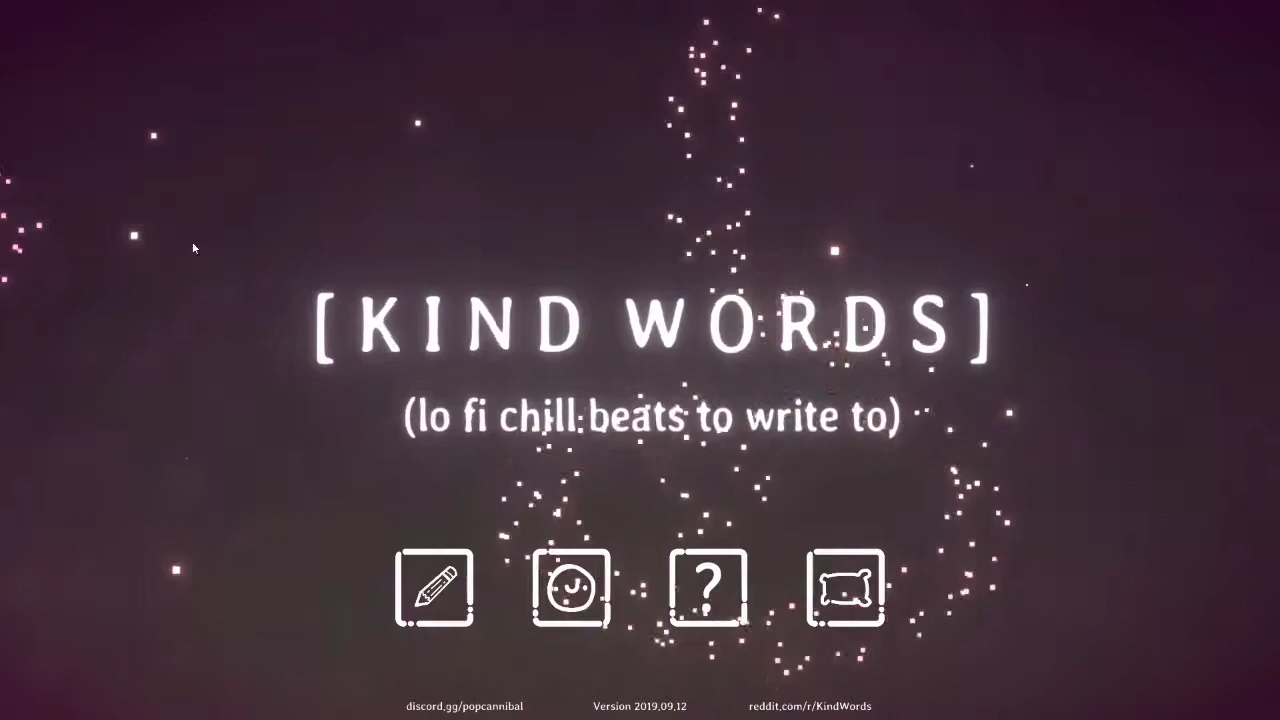 [KIND WORDS]
(lo fi chill beats to write to)
?
discord.gg/popcannibal Version 2019.09.12 reddit.com/r/KindWords